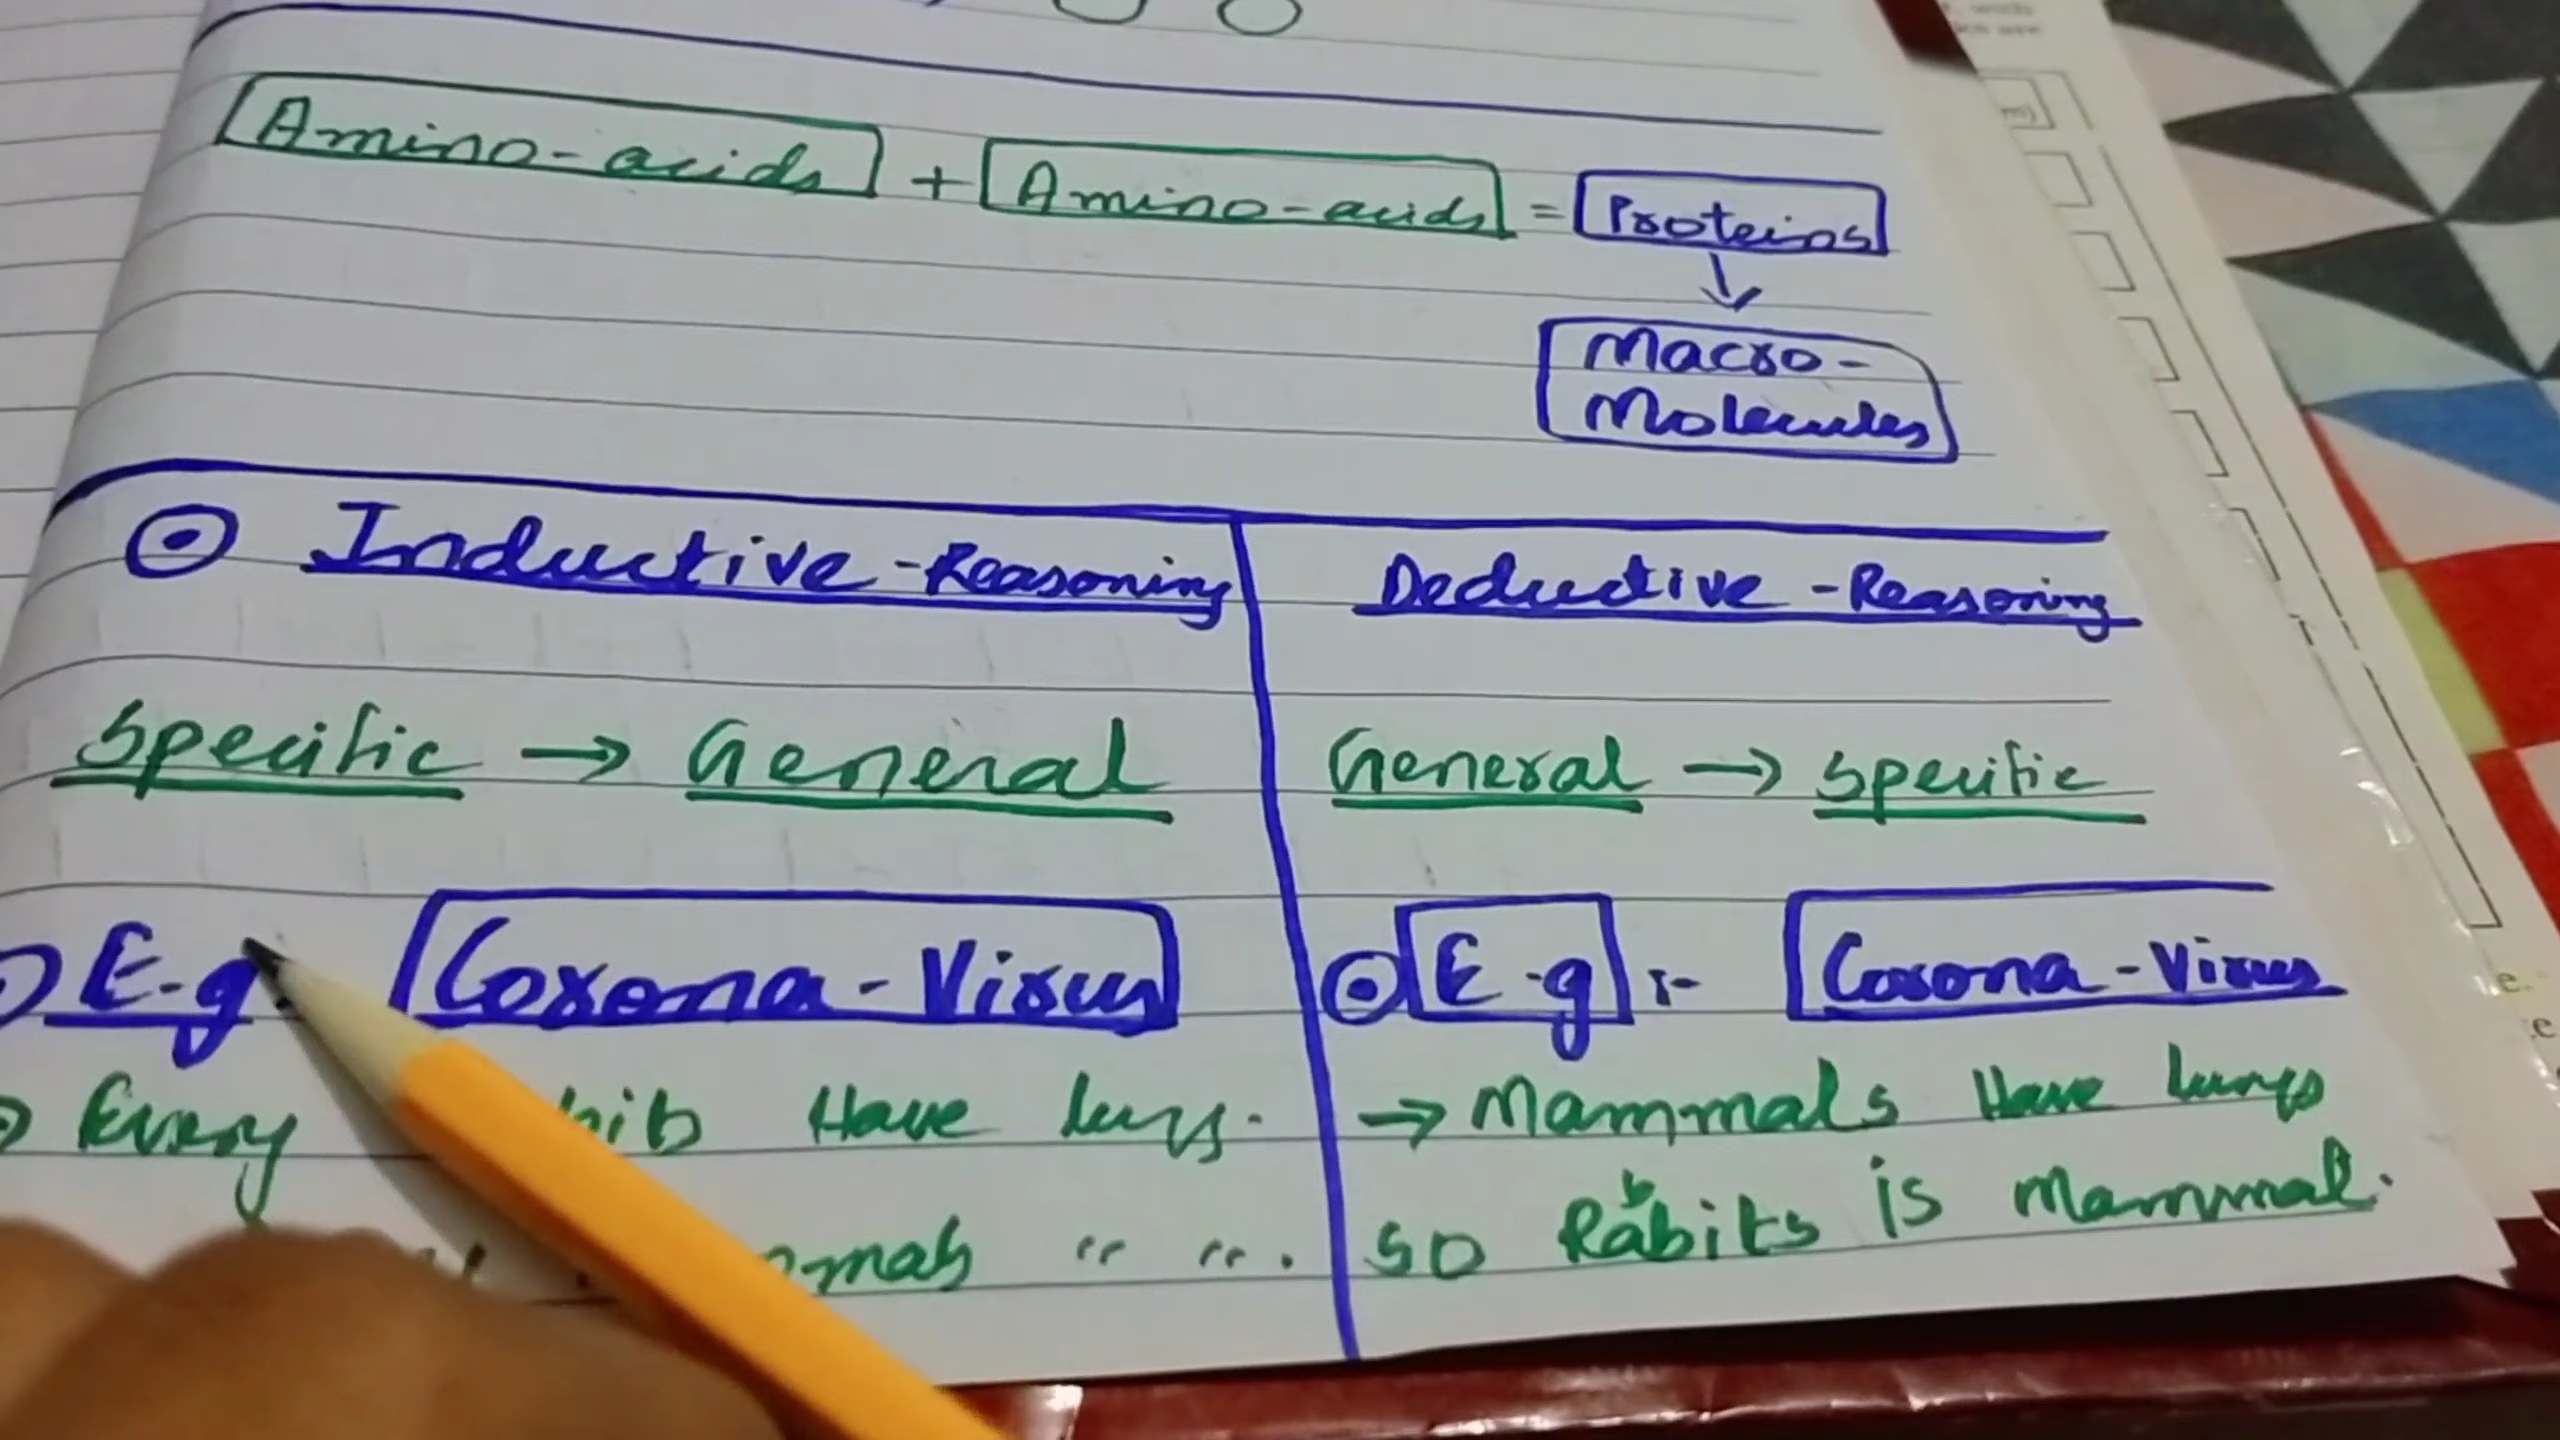 Amino-acids + Amino-acids = Proteins
Macro-
Molecules
Inductive-Reasoning
Specific → General
E.g Corona-Virus
Every Have lungs.
" " .
Deductive-Reasoning
General → Specific
E.g :- Corona-Virus
→ Mammals Have lungs
so Rabbits is Mammal.